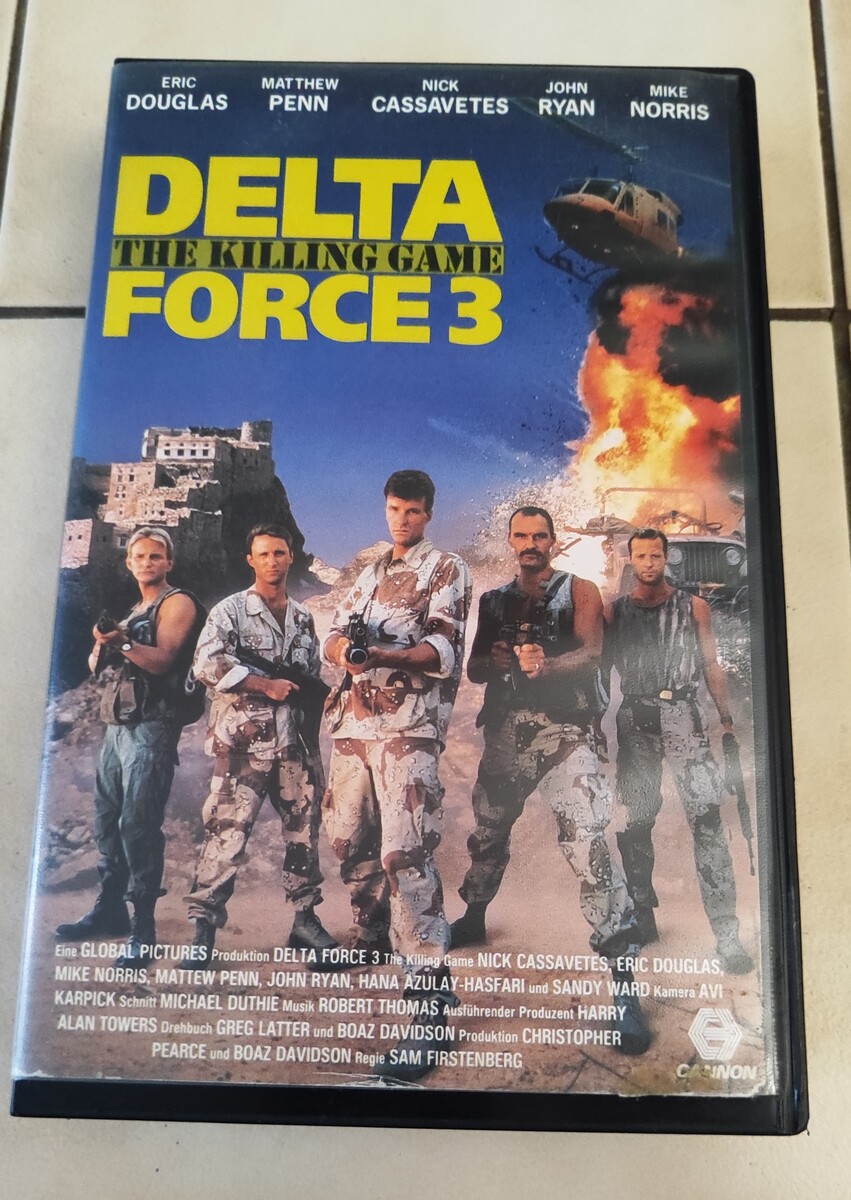 ERIC DOUGLAS
MATTHEW PENN
NICK CASSAVETES
JOHN RYAN
MIKE NORRIS
DELTA
THE KILLING GAME
FORCE 3
Eine GLOBAL PICTURES Produktion DELTA FORCE 3 The Killing Game NICK CASSAVETES, ERIC DOUGLAS,
MIKE NORRIS, MATTEW PENN, JOHN RYAN, HANA AZULAY-HASFARI und SANDY WARD Kamera AVI
KARPICK Schnitt MICHAEL DUTHIE Musik ROBERT THOMAS Ausführender Produzent HARRY
ALAN TOWERS Drehbuch GREG LATTER und BOAZ DAVIDSON Produktion CHRISTOPHER
PEARCE und BOAZ DAVIDSON Regie SAM FIRSTENBERG
CANNON